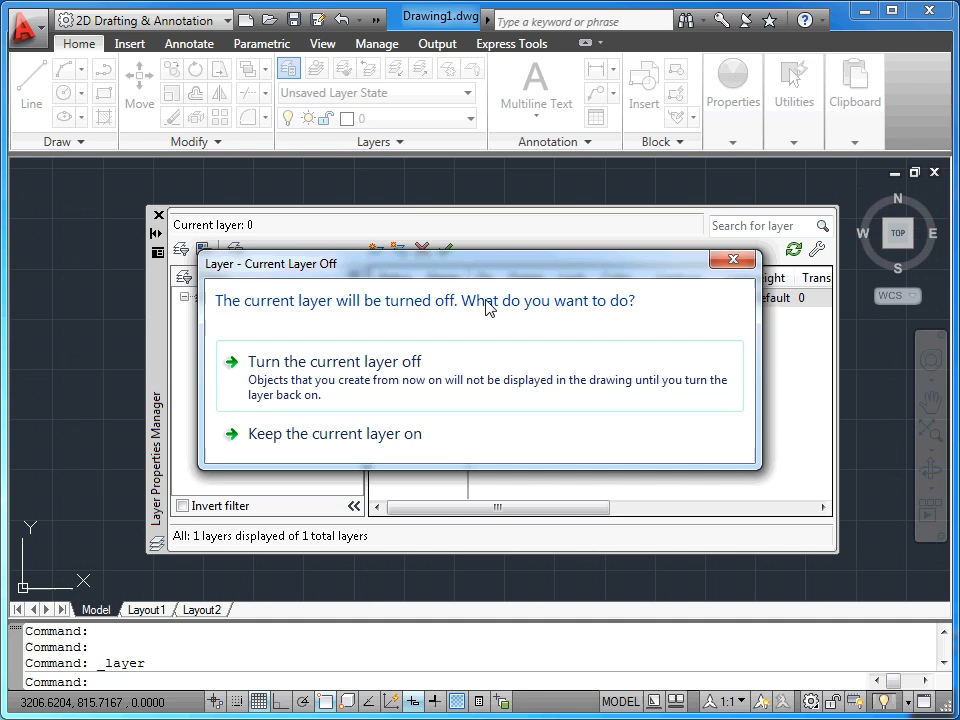 2D Drafting & Annotation
Drawing1.dwg
Type a keyword or phrase
Home Insert Annotate Parametric View Manage Output Express Tools
Line
Move
Unsaved Layer State
0
Multiline Text
Insert
Properties
Utilities
Clipboard
Draw
Modify
Layers
Annotation
Block
N
W TOP E
S
WCS
Current layer: 0
Search for layer
Layer - Current Layer Off
Trans
0
The current layer will be turned off. What do you want to do?
Turn the current layer off
Objects that you create from now on will not be displayed in the drawing until you turn the
layer back on.
Keep the current layer on
Layer Properties Manager
Invert filter
All: 1 layers displayed of 1 total layers
Y
X
Model Layout1 Layout2
Command:
Command:
Command: _layer
Command:
3206.6204, 815.7167, 0.0000
MODEL
1:1